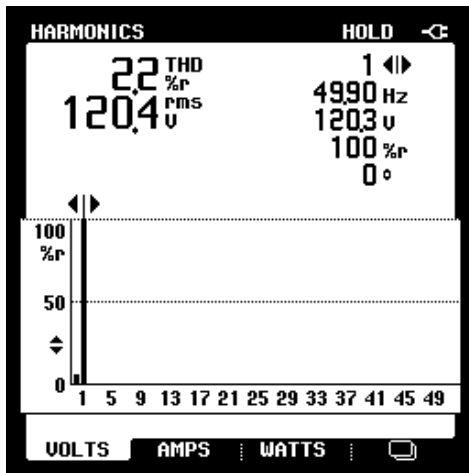 HARMONICS HOLD
2.2 THD %r
120.4 rms V
1
49.90 Hz
120.3 V
100 %r
0 °
100
%r
50
0
1 5 9 13 17 21 25 29 33 37 41 45 49
VOLTS AMPS WATTS